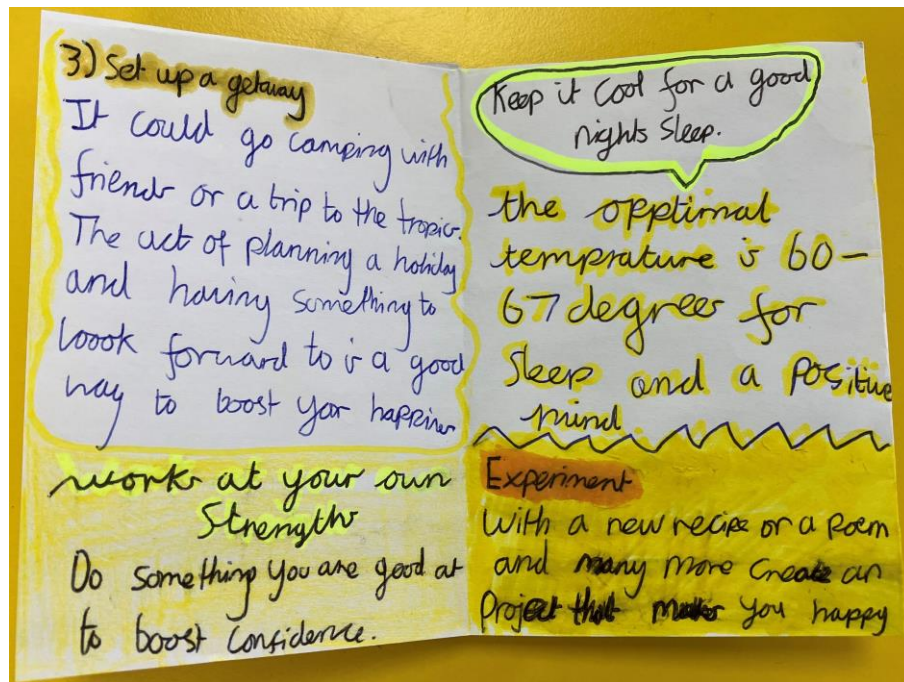 3.) Set up a getaway
It could go camping with
friends or a trip to the tropics.
The act of planning a holiday
and having something to
loook forward to is a good
way to boost your happiness
work at your own
Strengths
Do something you are good at
to boost confidence.
Keep it cool for a good
nights sleep.
the opptimal
temprature is 60-
67 degrees for
sleep and a positive
mind
Experiment
With a new recipe or a poem
and many more create an
project that makes you happy